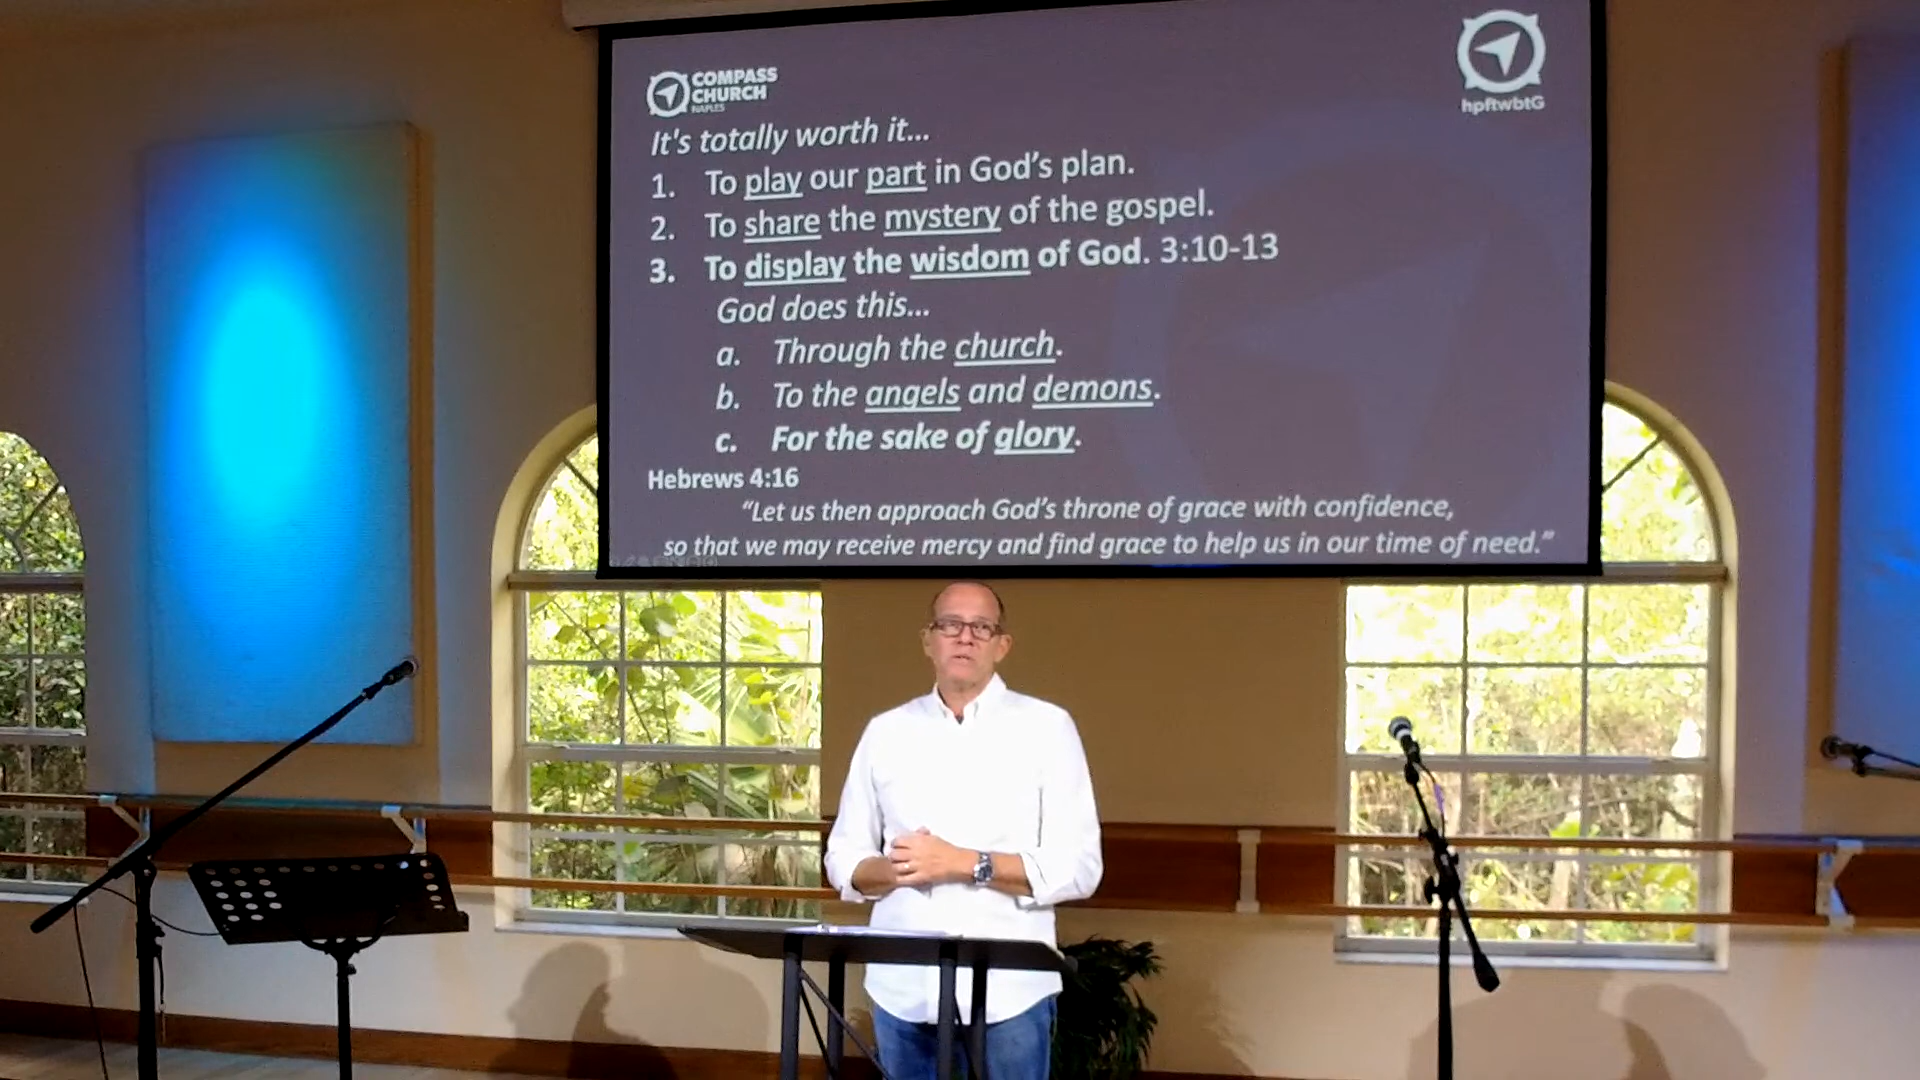 COMPASS
CHURCH
NAPLES
hpftwbtG
It's totally worth it...
1. To play our part in God's plan.
2. To share the mystery of the gospel.
3. To display the wisdom of God. 3:10-13
God does this...
a. Through the church.
b. To the angels and demons.
c. For the sake of glory.
Hebrews 4:16
“Let us then approach God's throne of grace with confidence,
so that we may receive mercy and find grace to help us in our time of need.”